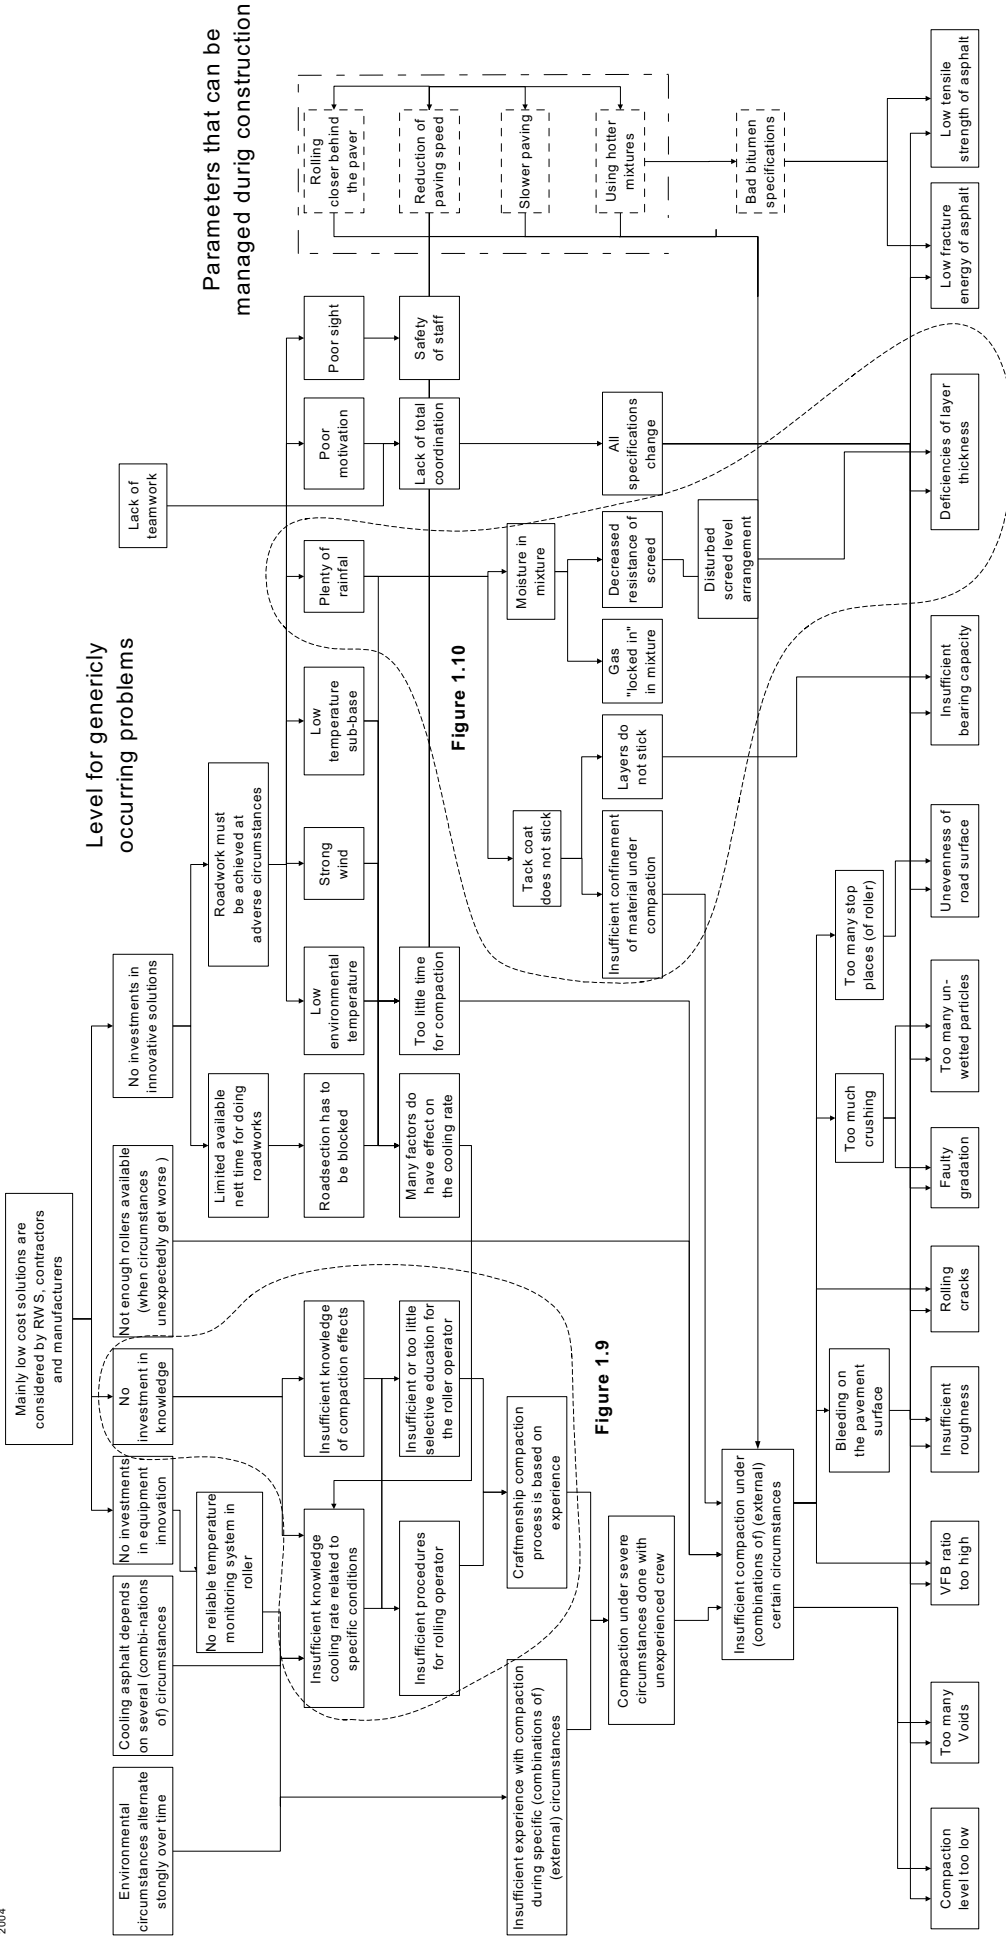 2004
Mainly low cost solutions are
considered by RWS, contractors
and manufacturers
Level for genericly
occurring problems
Parameters that can be
managed durig construction
Environmental
circumstances alternate
stongly over time
Cooling asphalt depends
on several (combi-nations
of) circumstances
No investments
in equipment
innovation
No
investment in
knowledge
Not enough rollers available
(when circumstances
unexpectedly get worse )
No investments in
innovative solutions
Lack of
teamwork
No reliable temperature
monitoring system in
roller
Limited available
nett time for doing
roadworks
Roadwork must
be achieved at
adverse circumstances
Insufficient knowledge
cooling rate related to
specific conditions
Insufficient knowledge
of compaction effects
Roadsection has to
be blocked
Low
environmental
temperature
Strong
wind
Low
temperature
sub-base
Plenty of
rainfall
Poor
motivation
Poor sight
Rolling
closer behind
the paver
Insufficient procedures
for rolling operator
Insufficient or too little
selective education for
the roller operator
Many factors do
have effect on
the cooling rate
Too little time
for compaction
Lack of total
coordination
Safety
of staff
Reduction of
paving speed
Figure 1.10
Insufficient experience with compaction
during specific (combinations of)
(external) circumstances
Craftmenship compaction
process is based on
experience
Tack coat
does not stick
Moisture in
mixture
Slower paving
Figure 1.9
Compaction under severe
circumstances done with
unexperienced crew
Insufficient confinement
of material under
compaction
Layers do
not stick
Gas
"locked in"
in mixture
Decreased
resistance of
screed
All
specifications
change
Using hotter
mixtures
Insufficient compaction under
(combinations of) (external)
certain circumstances
Disturbed
screed level
arrangement
Bad bitumen
specifications
Bleeding on
the pavement
surface
Too much
crushing
Too many stop
places (of roller)
Compaction
level too low
Too many
Voids
VFB ratio
too high
Insufficient
roughness
Rolling
cracks
Faulty
gradation
Too many un-
wetted particles
Unevenness of
road surface
Insufficient
bearing capacity
Deficiencies of layer
thickness
Low fracture
energy of asphalt
Low tensile
strength of asphalt